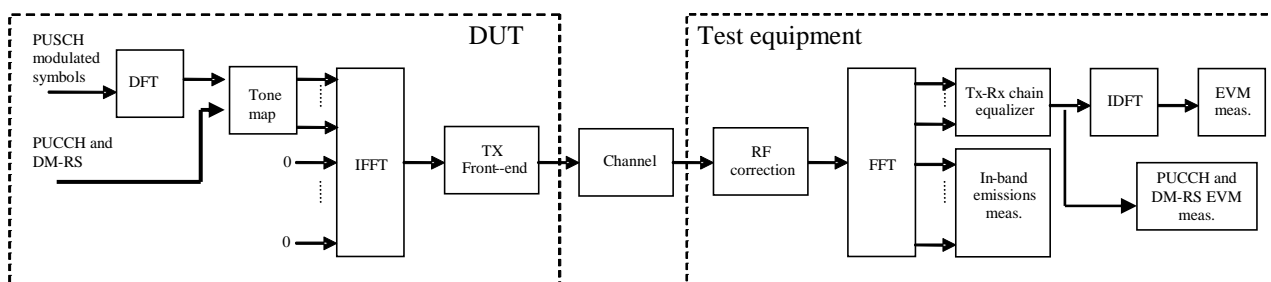 DUT
Test equipment
PUSCH
modulated
symbols
DFT
Tone
map
PUCCH and
DM-RS
0
0
IFFT
TX
Front--end
Channel
RF
correction
FFT
Tx-Rx chain
equalizer
In-band
emissions
meas.
IDFT
EVM
meas.
PUCCH and
DM-RS EVM
meas.